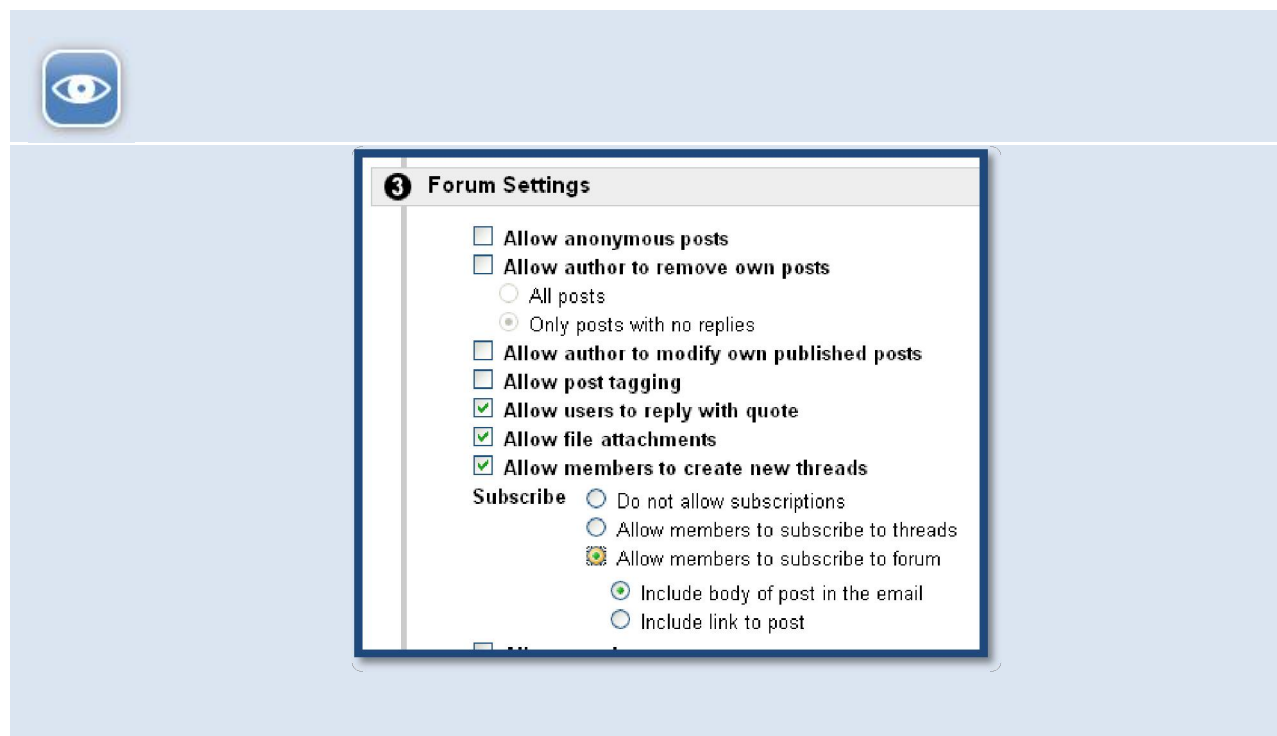 3 Forum Settings
Allow anonymous posts
Allow author to remove own posts
All posts
Only posts with no replies
Allow author to modify own published posts
Allow post tagging
Allow users to reply with quote
Allow file attachments
Allow members to create new threads
Subscribe Do not allow subscriptions
Allow members to subscribe to threads
Allow members to subscribe to forum
Include body of post in the email
Include link to post